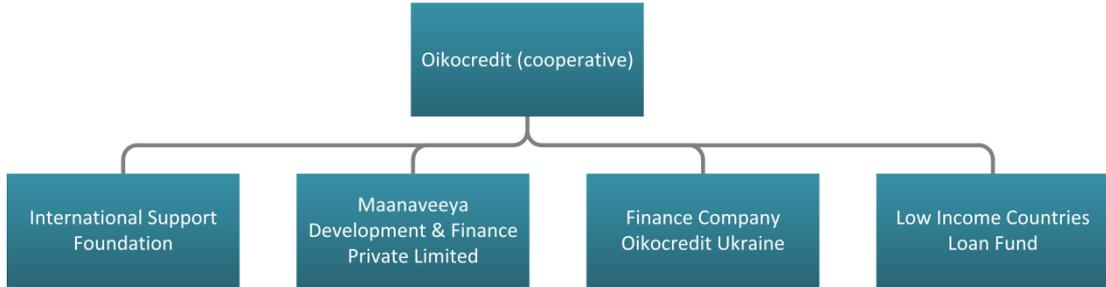 Oikocredit (cooperative)
International Support
Foundation
Maanaveeya
Development & Finance
Private Limited
Finance Company
Oikocredit Ukraine
Low Income Countries
Loan Fund